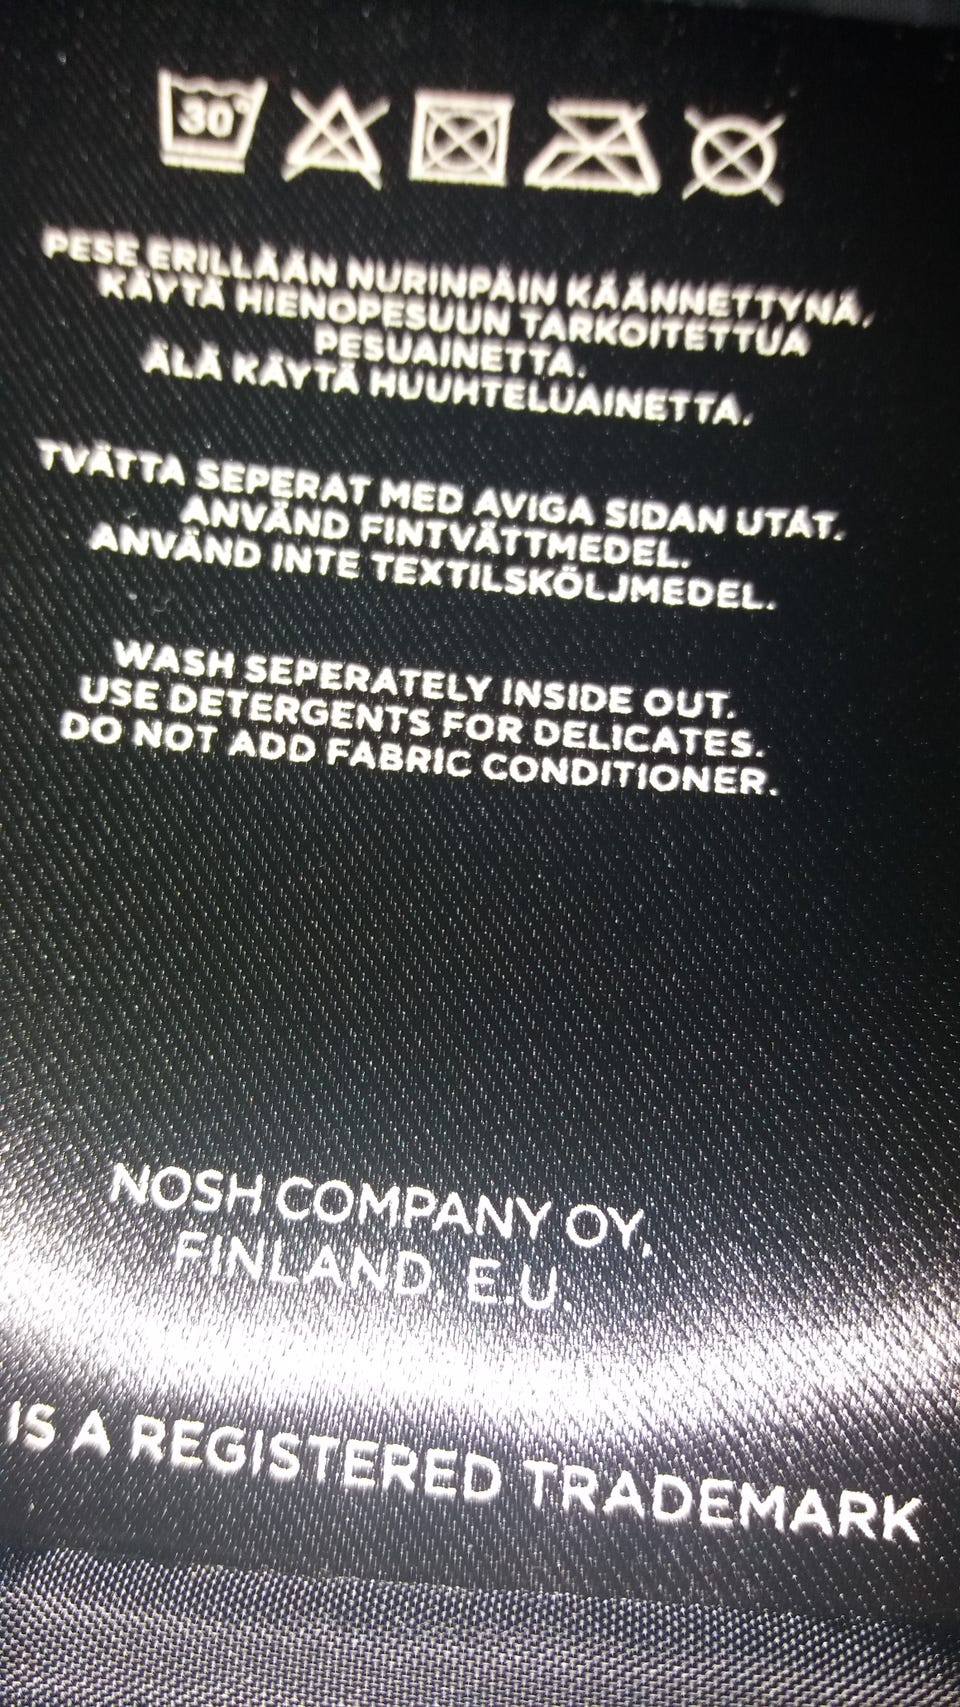 30°
PESE ERILLÄÄN NURINPÄIN KÄÄNNETTYNÄ.
KÄYTÄ HIENOPESUUN TARKOITETTUA
PESUAINETTA.
ÄLÄ KÄYTÄ HUUHTELUAINETTA.
TVÄTTA SEPERAT MED AVIGA SIDAN UTÅT.
ANVÄND FINTVÄTTMEDEL.
ANVÄND INTE TEXTILSKÖLJMEDEL.
WASH SEPERATELY INSIDE OUT.
USE DETERGENTS FOR DELICATES.
DO NOT ADD FABRIC CONDITIONER.
NOSH COMPANY OY,
FINLAND. E.U.
IS A REGISTERED TRADEMARK